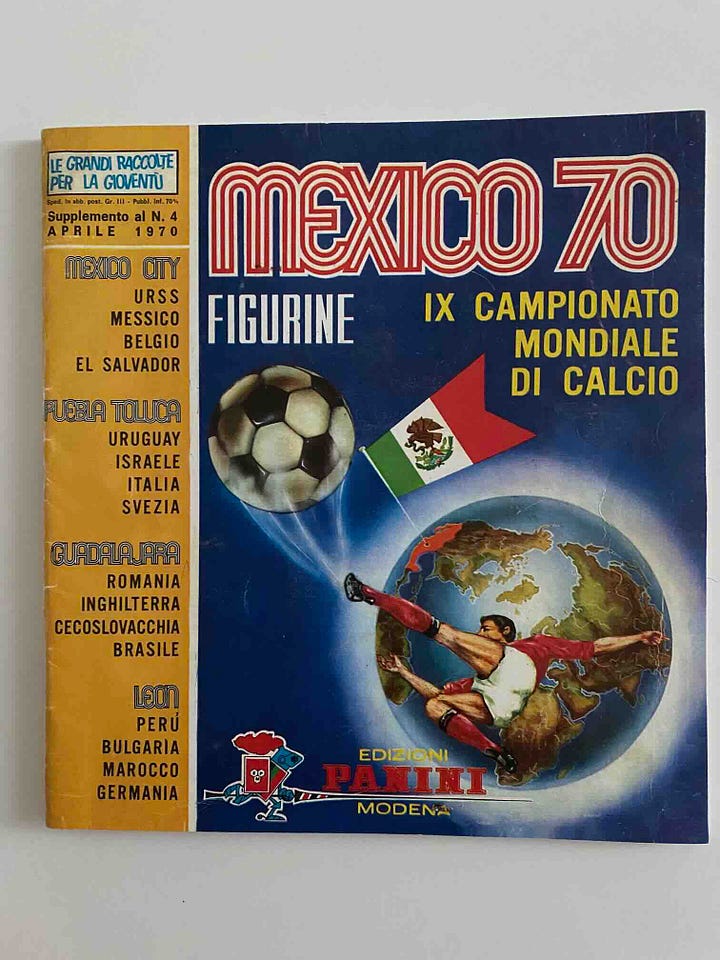 LE GRANDI RACCOLTE
PER LA GIOVENTÙ
Sped. in abb. post. Gr. III - Pubbl. inf. 70%
Supplemento al N. 4
APRILE 1970
MEXICO CITY
URSS
MESSICO
BELGIO
EL SALVADOR
PUEBLA TOLUCA
URUGUAY
ISRAELE
ITALIA
SVEZIA
GUADALAJARA
ROMANIA
INGHILTERRA
CECOSLOVACCHIA
BRASILE
LEON
PERÚ
BULGARIA
MAROCCO
GERMANIA
MEXICO 70
FIGURINE
IX CAMPIONATO
MONDIALE
DI CALCIO
EDIZIONI
PANINI
MODENA